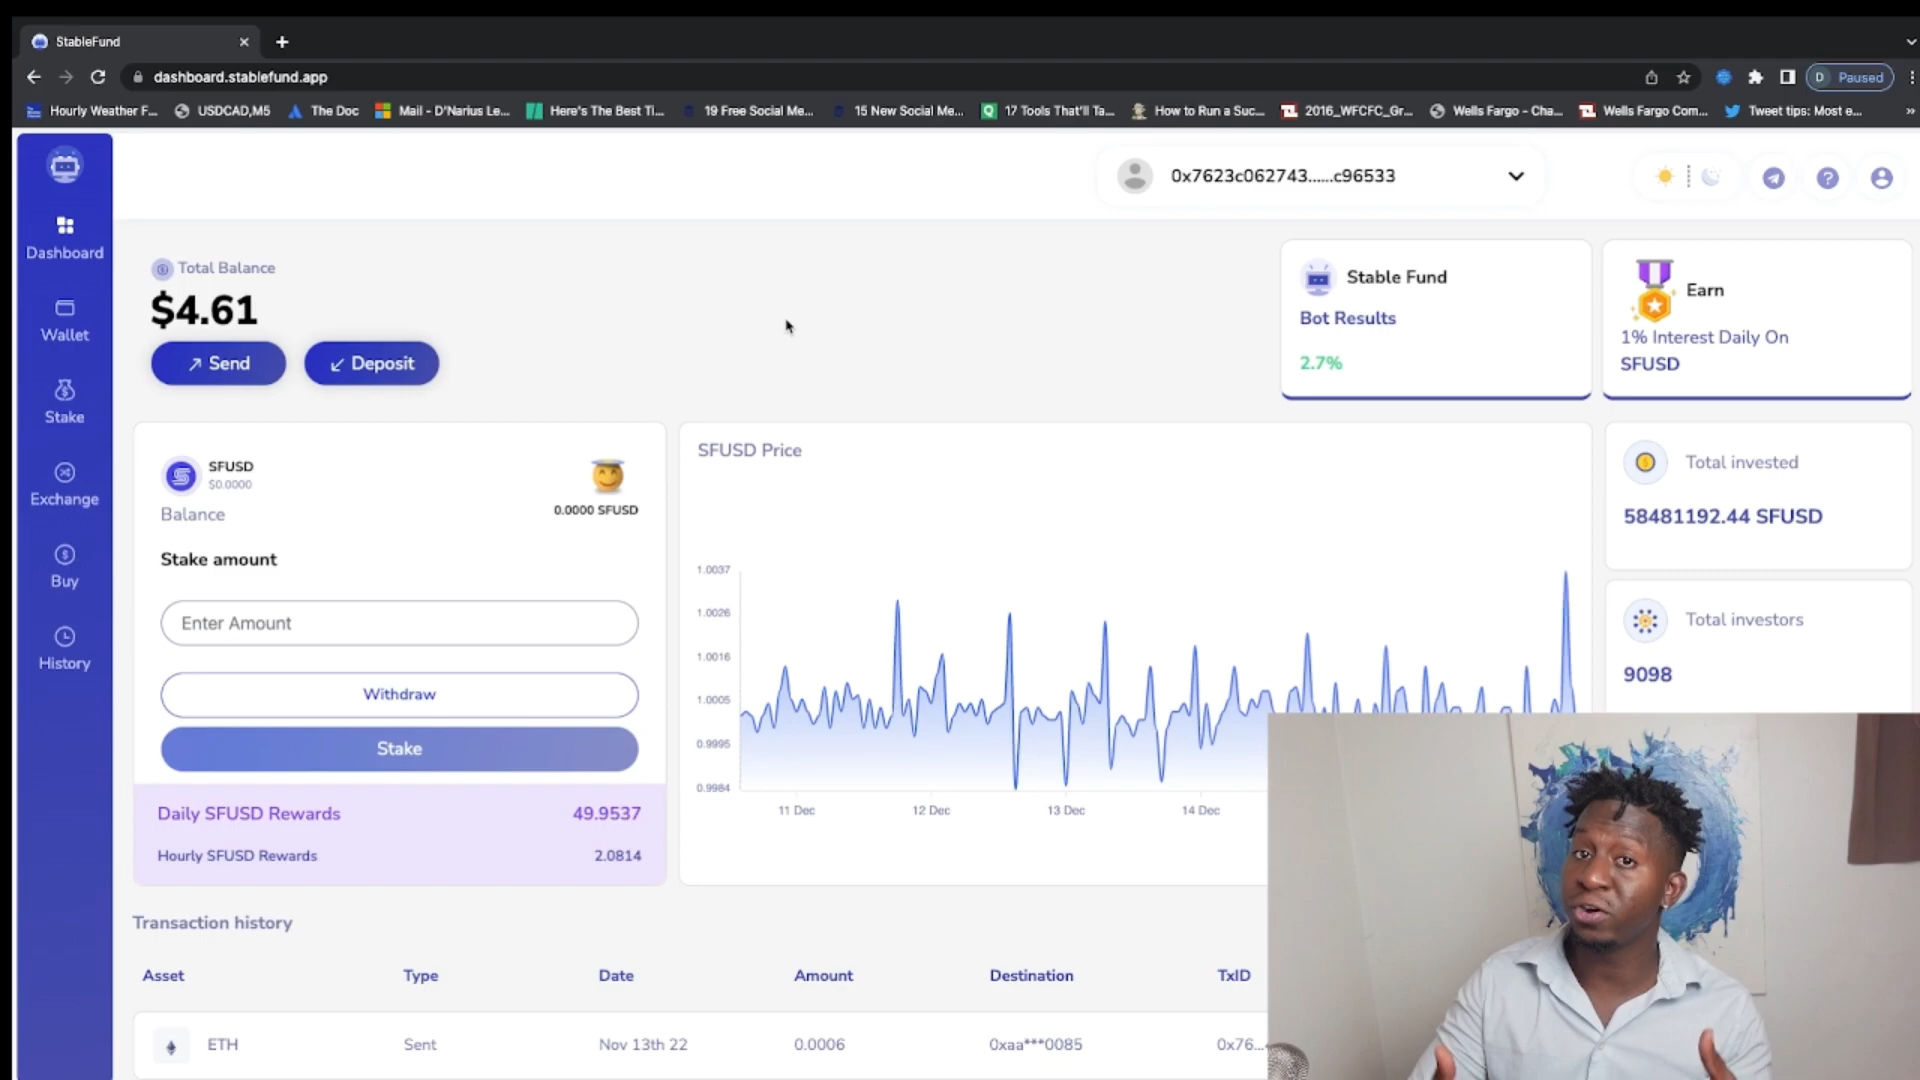 StableFund
dashboard.stablefund.app
Paused
D
Hourly Weather F...
USDCAD,M5
The Doc
Mail - D'Narius Le...
Here's The Best Ti...
19 Free Social Me...
15 New Social Me...
17 Tools That'll Ta...
How to Run a Suc...
2016_WFCFC_Gr...
Wells Fargo - Cha...
Wells Fargo Com...
Tweet tips: Most e...
0x7623c062743......c96533
Dashboard
Wallet
Stake
Exchange
Buy
History
Total Balance
$4.61
Send
Deposit
Stable Fund
Bot Results
2.7%
Earn
1% Interest Daily On
SFUSD
SFUSD
$0.0000
Balance
0.0000 SFUSD
Stake amount
Enter Amount
Withdraw
Stake
Daily SFUSD Rewards
49.9537
Hourly SFUSD Rewards
2.0814
SFUSD Price
1.0037
1.0026
1.0016
1.0005
0.9995
0.9984
11 Dec
12 Dec
13 Dec
14 Dec
Total invested
58481192.44 SFUSD
Total investors
9098
Transaction history
Asset
Type
Date
Amount
Destination
TxID
ETH
Sent
Nov 13th 22
0.0006
0xaa***0085
0x76...